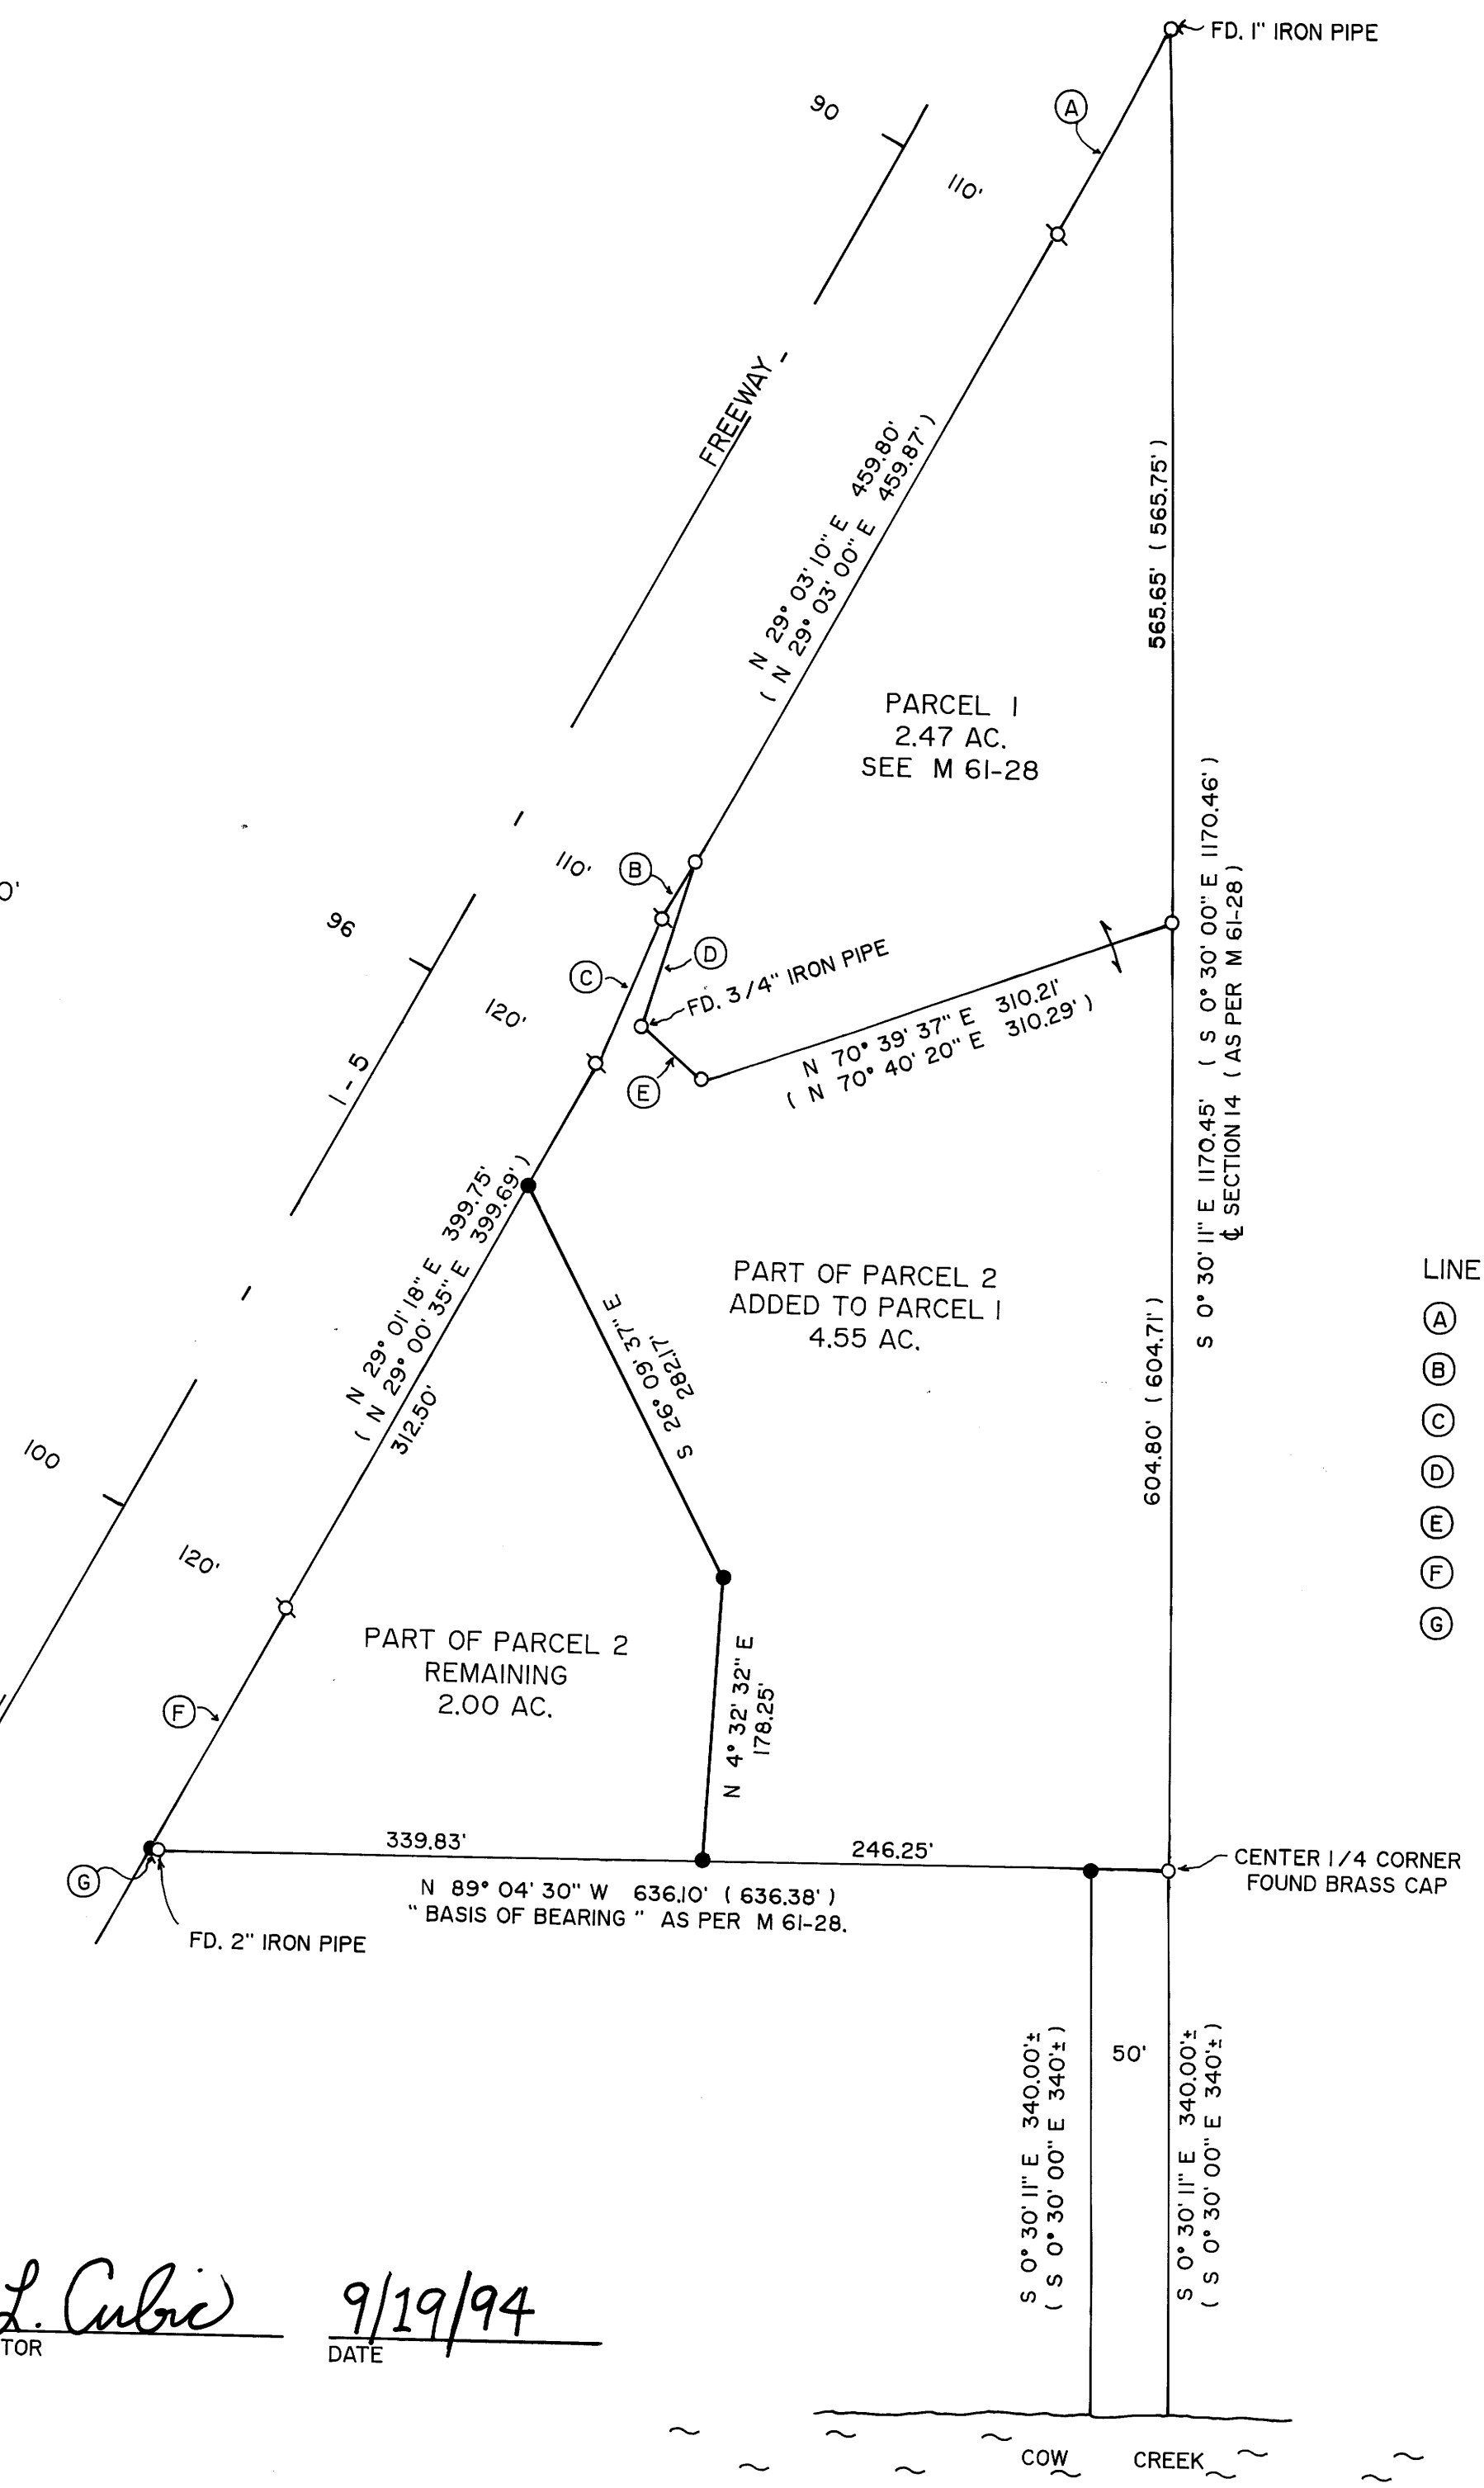 FD. 1" IRON PIPE
A
90
110'
FREEWAY -
N 29° 03' 10" E 459.80'
( N 29° 03' 00" E 459.87' )
565.65' ( 565.75' )
PARCEL 1
2.47 AC.
SEE M 61-28
S 0° 30' 11" E 1170.45' ( S 0° 30' 00" E 1170.46' )
℄ SECTION 14 ( AS PER M 61-28 )
B
110'
0'
96
D
C
FD. 3/4" IRON PIPE
120'
N 70° 39' 37" E 310.21'
( N 70° 40' 20" E 310.29' )
I - 5
E
N 29° 01' 18" E 399.75'
( N 29° 00' 35" E 399.69' )
312.50'
PART OF PARCEL 2
ADDED TO PARCEL 1
4.55 AC.
S 26° 09' 37" E
282.17'
604.80' ( 604.71' )
LINE
A
B
C
D
E
F
G
100
120'
PART OF PARCEL 2
REMAINING
2.00 AC.
F
N 4° 32' 32" E
178.25'
339.83'
246.25'
G
N 89° 04' 30" W 636.10' ( 636.38' )
" BASIS OF BEARING " AS PER M 61-28.
FD. 2" IRON PIPE
CENTER 1/4 CORNER
FOUND BRASS CAP
S 0° 30' 11" E 340.00'±
( S 0° 30' 00" E 340'± )
50'
S 0° 30' 11" E 340.00'±
( S 0° 30' 00" E 340'± )
L. Cubic
9/19/94
TOR
DATE
COW CREEK